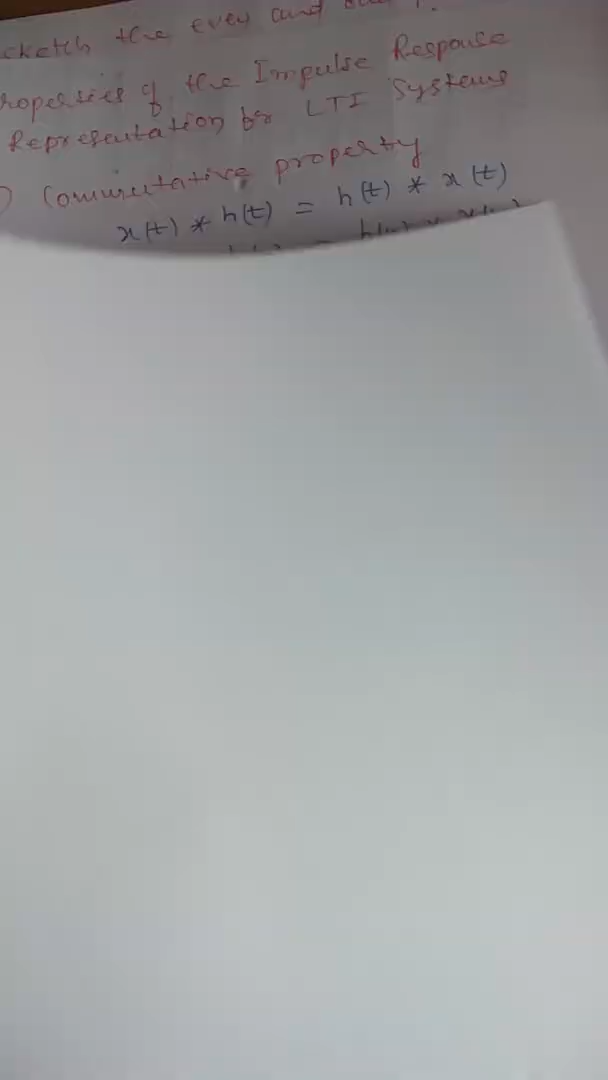 sketch the even and
Properties of the Impulse Response
Representation for LTI Systems
) Commutative property
x(t) * h(t) = h(t) * x(t)